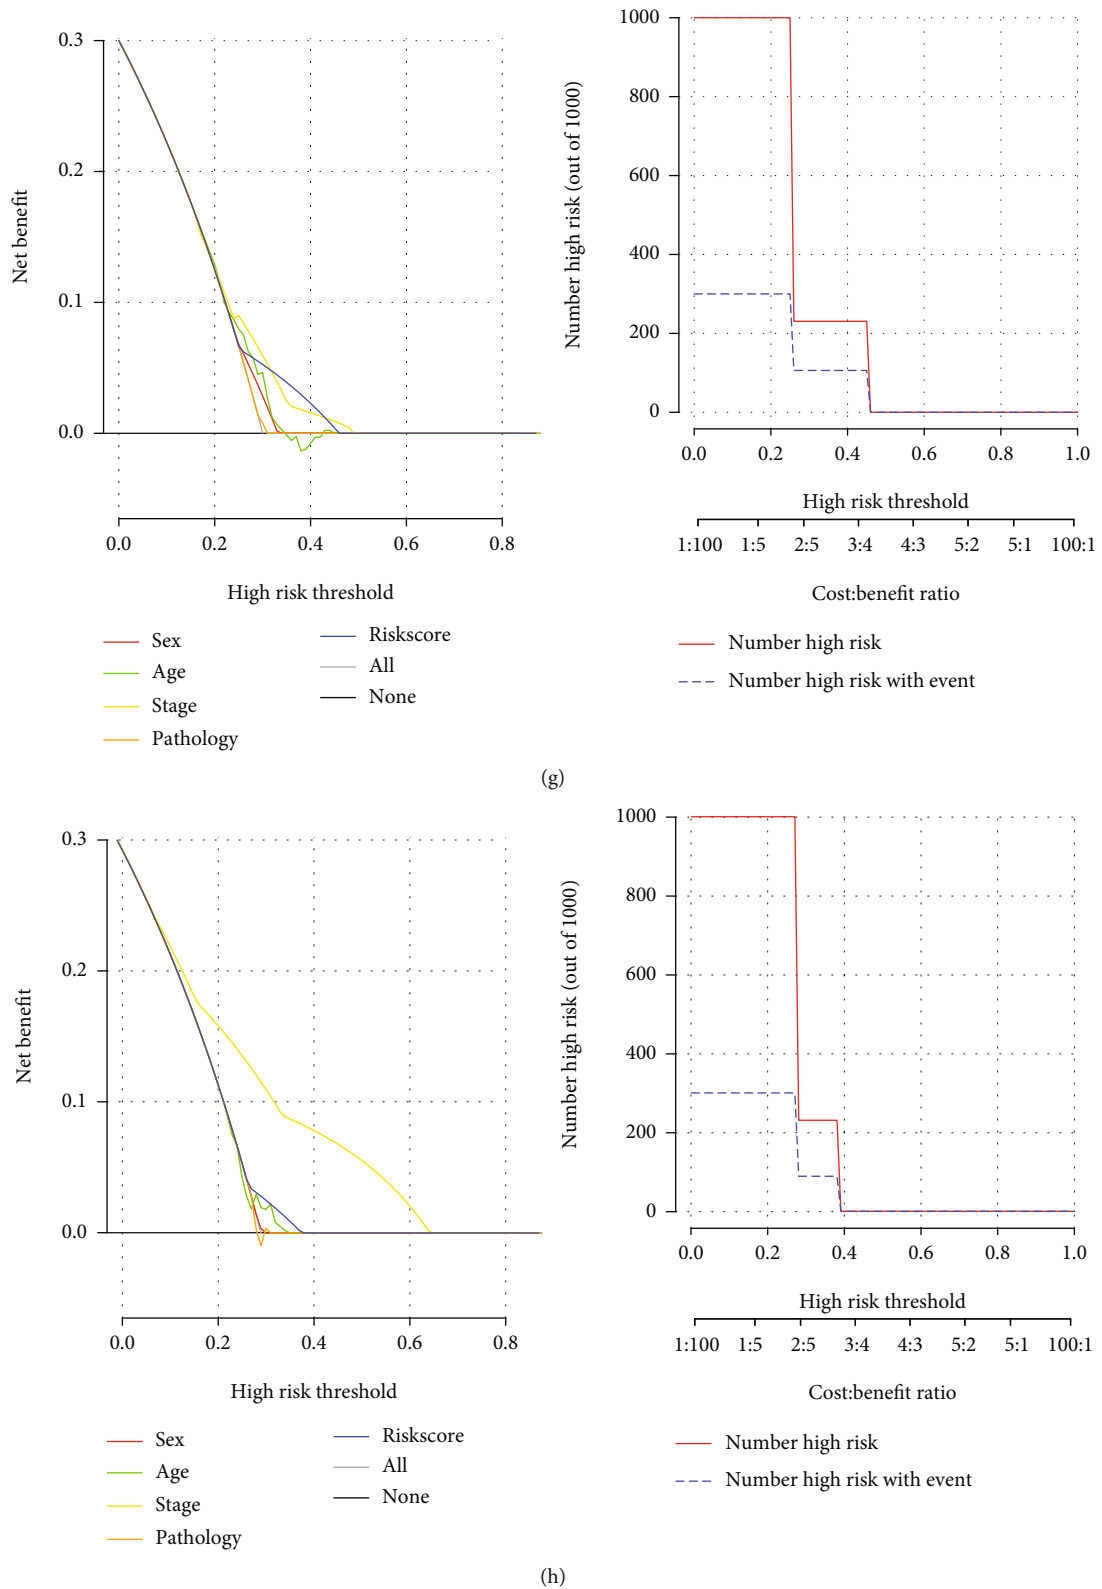 0.3
0.2
0.1
0.0
Net benefit
0.0 0.2 0.4 0.6 0.8
High risk threshold
Sex
Age
Stage
Pathology
Riskscore
All
None
1000
800
600
400
200
0
Number high risk (out of 1000)
0.0 0.2 0.4 0.6 0.8 1.0
High risk threshold
1:100 1:5 2:5 3:4 4:3 5:2 5:1 100:1
Cost:benefit ratio
Number high risk
Number high risk with event
(g)
0.3
0.2
0.1
0.0
Net benefit
0.0 0.2 0.4 0.6 0.8
High risk threshold
Sex
Age
Stage
Pathology
Riskscore
All
None
1000
800
600
400
200
0
Number high risk (out of 1000)
0.0 0.2 0.4 0.6 0.8 1.0
High risk threshold
1:100 1:5 2:5 3:4 4:3 5:2 5:1 100:1
Cost:benefit ratio
Number high risk
Number high risk with event
(h)